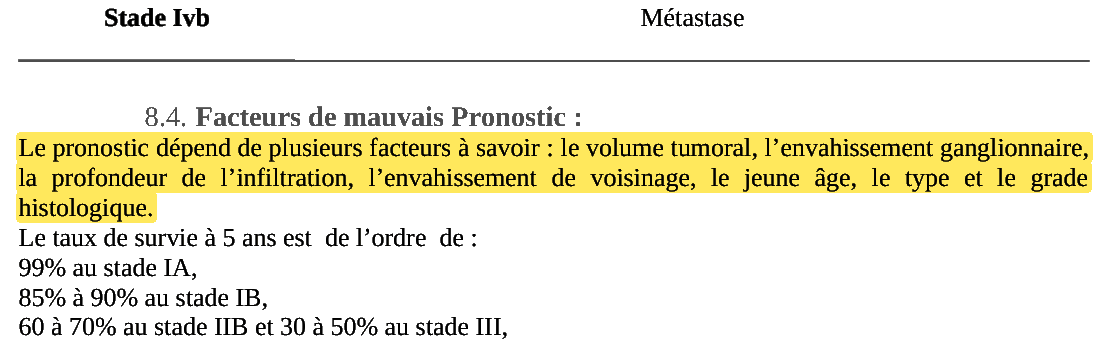 Stade Ivb Métastase
8.4. Facteurs de mauvais Pronostic :
Le pronostic dépend de plusieurs facteurs à savoir : le volume tumoral, l’envahissement ganglionnaire,
la profondeur de l’infiltration, l’envahissement de voisinage, le jeune âge, le type et le grade
histologique.
Le taux de survie à 5 ans est de l’ordre de :
99% au stade IA,
85% à 90% au stade IB,
60 à 70% au stade IIB et 30 à 50% au stade III,